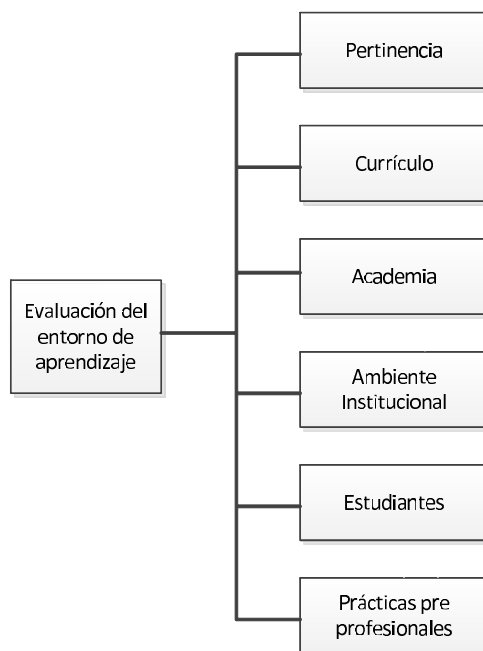 Pertinencia
Currículo
Academia
Evaluación del
entorno de
aprendizaje
Ambiente
Institucional
Estudiantes
Prácticas pre
profesionales